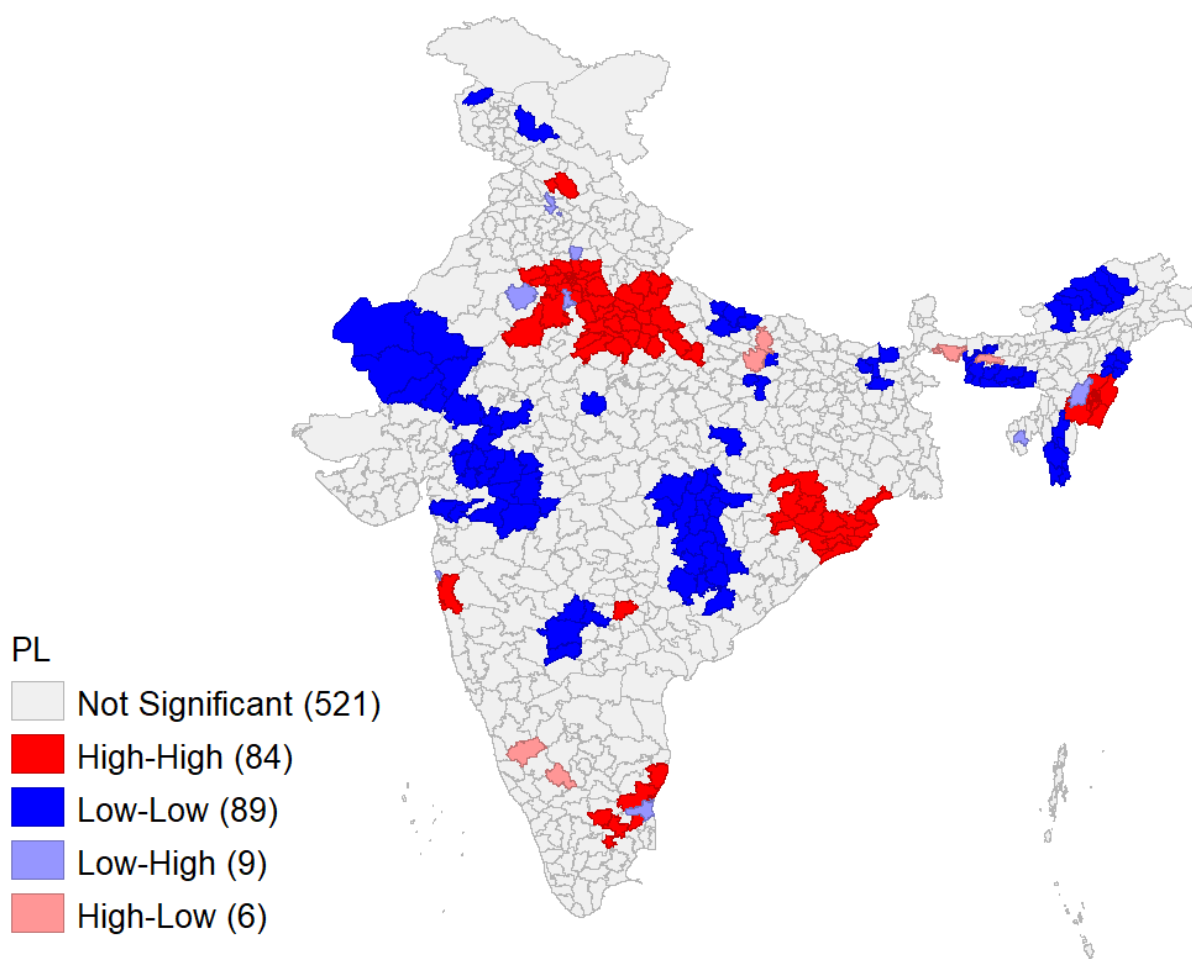 PL
Not Significant (521)
High-High (84)
Low-Low (89)
Low-High (9)
High-Low (6)